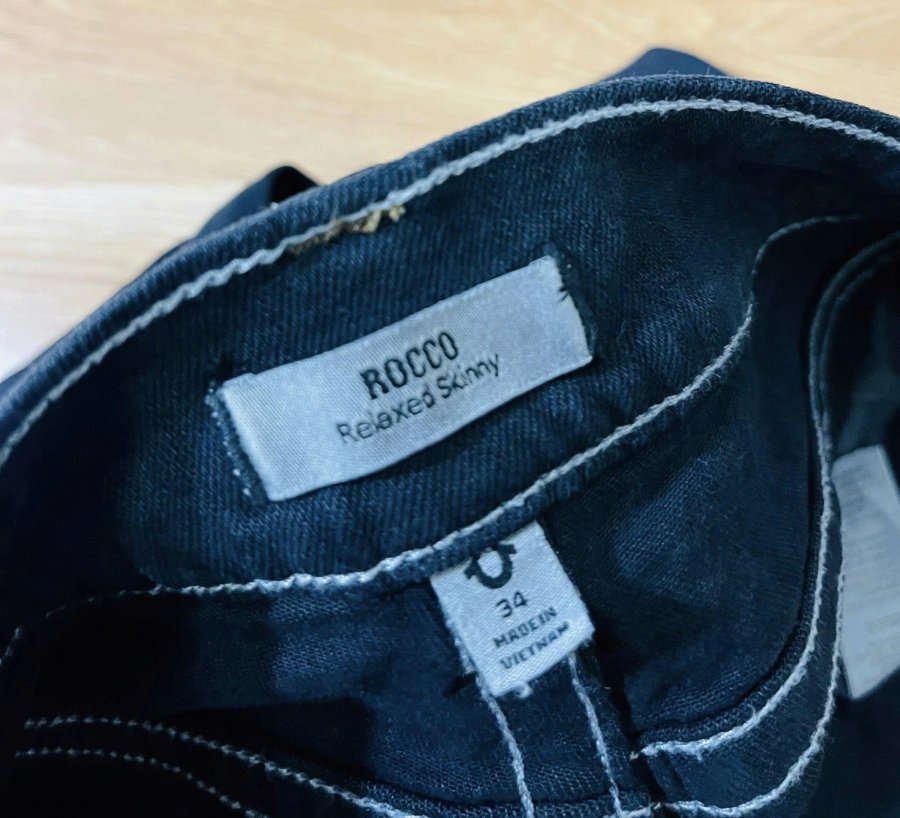 ROCCO
Relaxed Skinny
34
MADE IN
VIETNAM